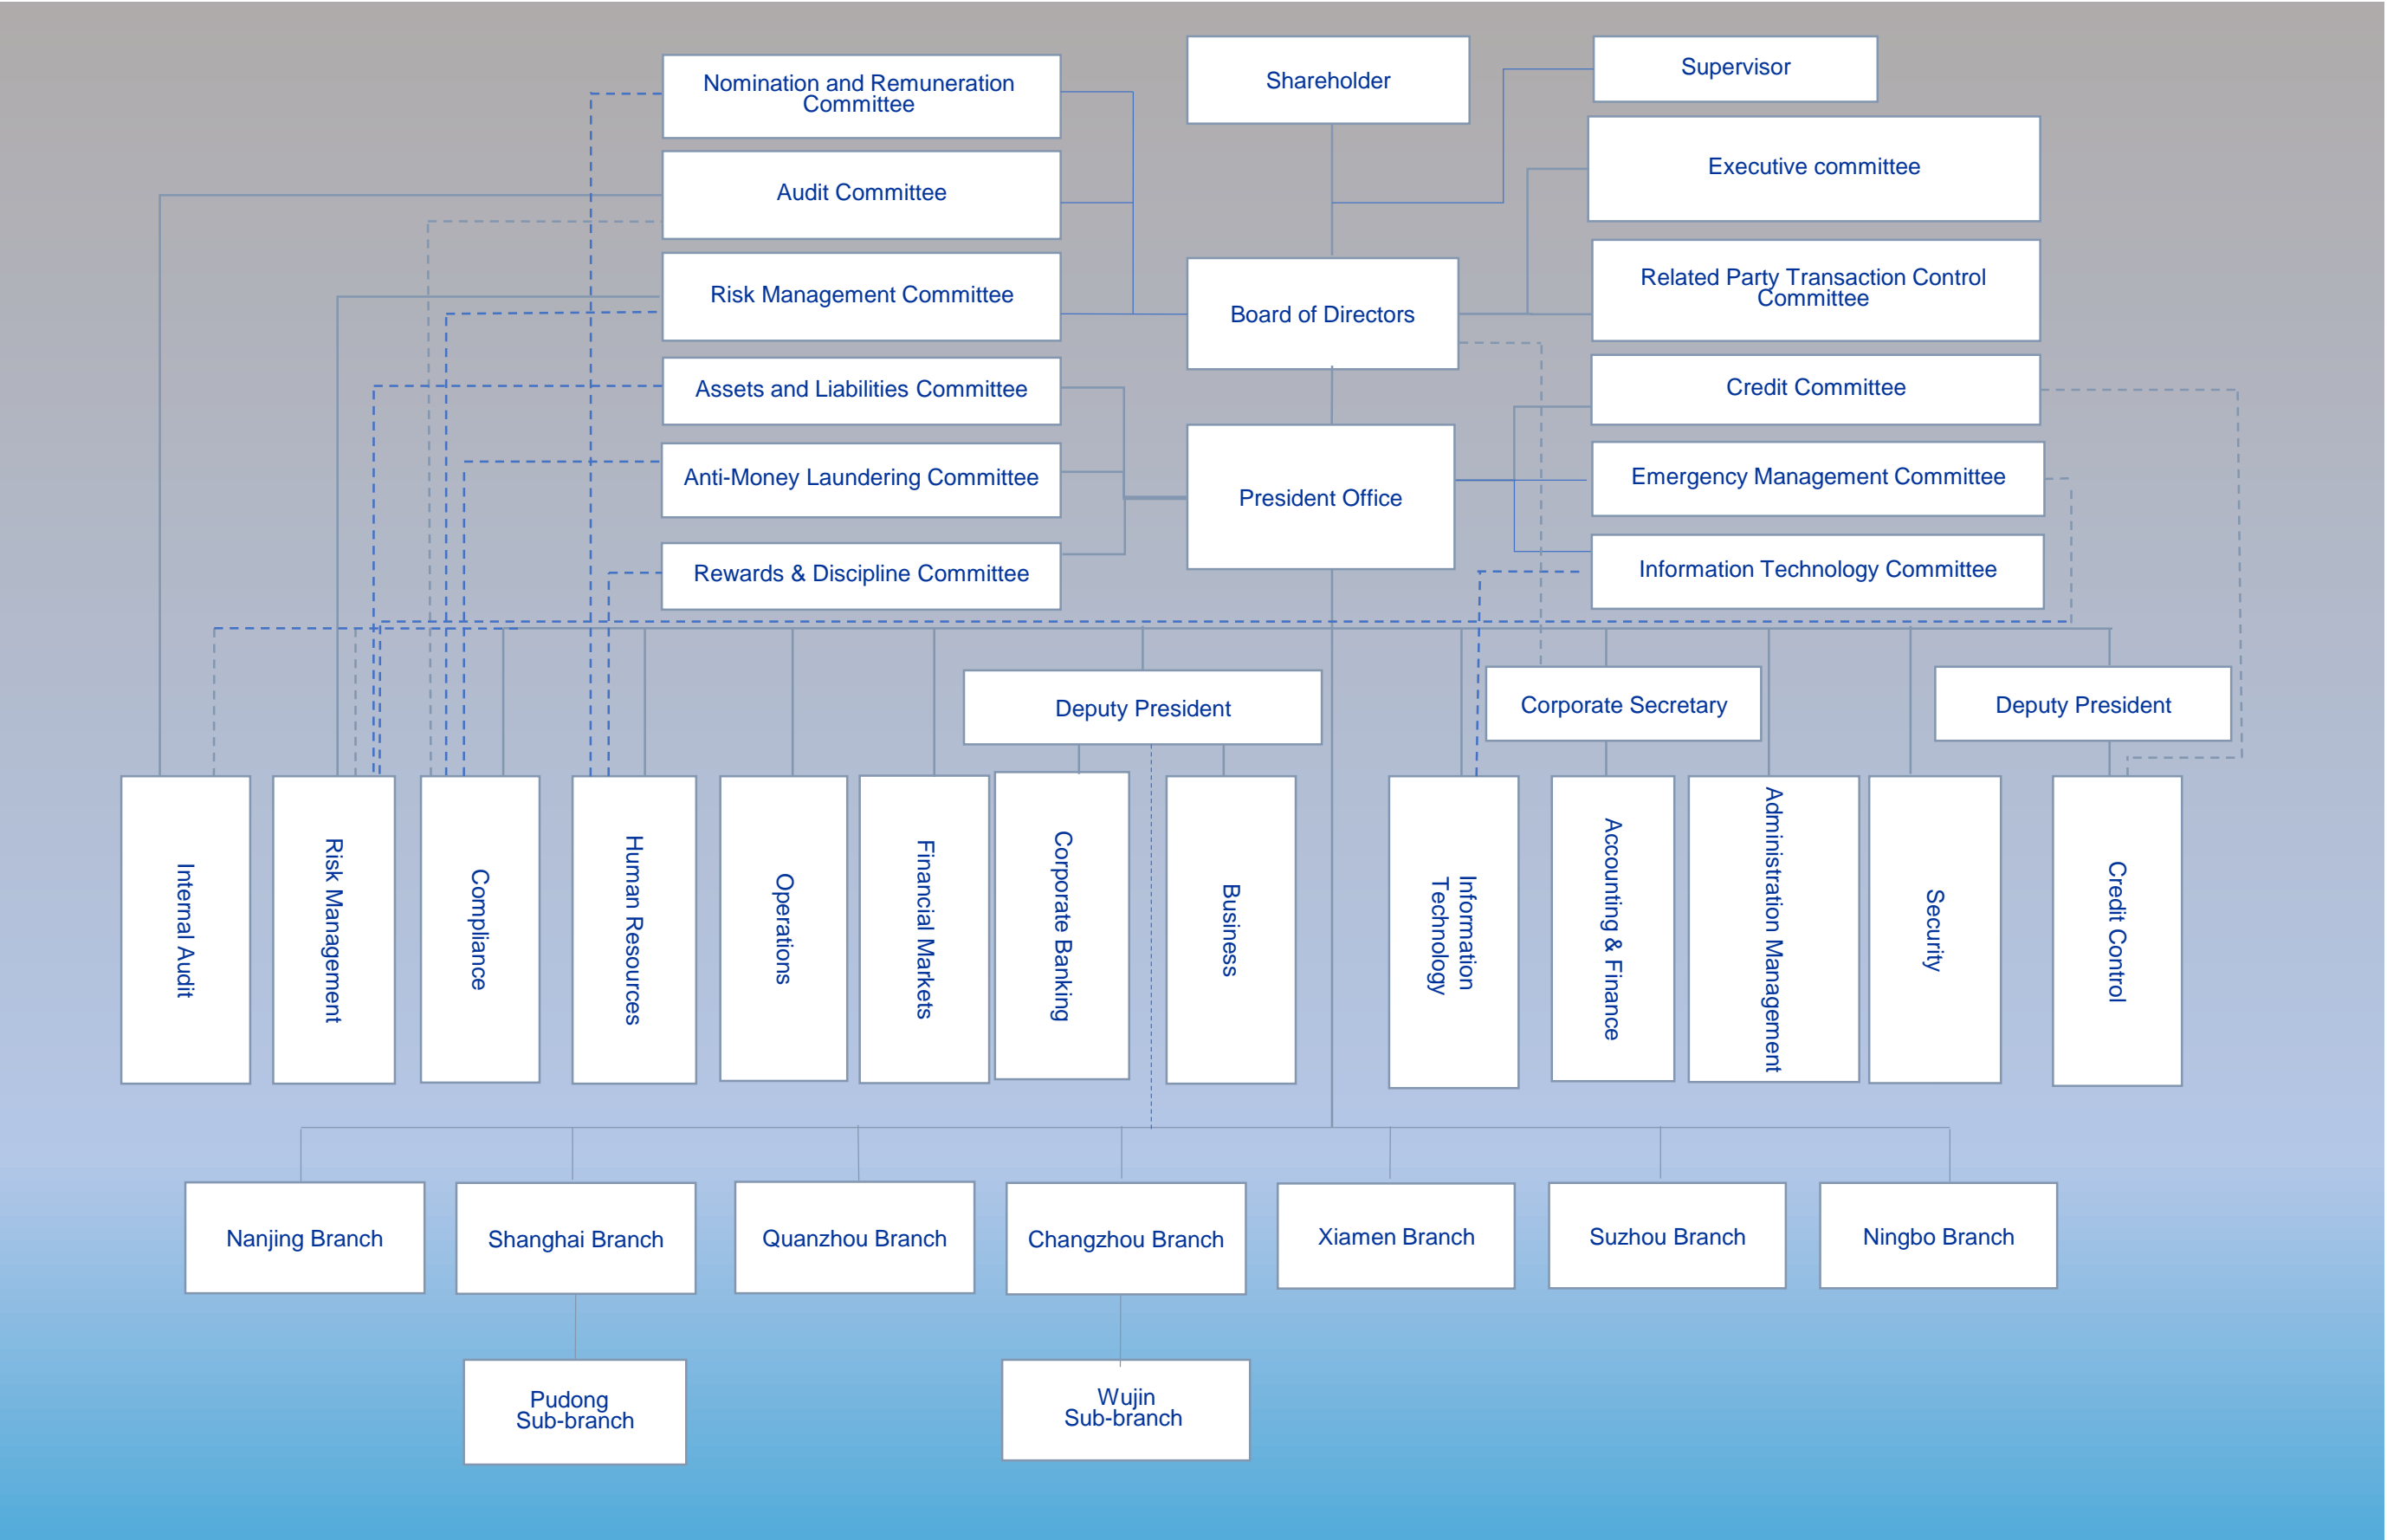 Nomination and Remuneration
Committee
Shareholder
Supervisor
Executive committee
Audit Committee
Related Party Transaction Control
Committee
Risk Management Committee
Board of Directors
Assets and Liabilities Committee
Credit Committee
Anti-Money Laundering Committee
President Office
Emergency Management Committee
Rewards & Discipline Committee
Information Technology Committee
Deputy President
Corporate Secretary
Deputy President
Internal Audit
Risk Management
Compliance
Human Resources
Operations
Financial Markets
Corporate Banking
Business
Information
Technology
Accounting & Finance
Administration Management
Security
Credit Control
Nanjing Branch
Shanghai Branch
Quanzhou Branch
Changzhou Branch
Xiamen Branch
Suzhou Branch
Ningbo Branch
Pudong
Sub-branch
Wujin
Sub-branch